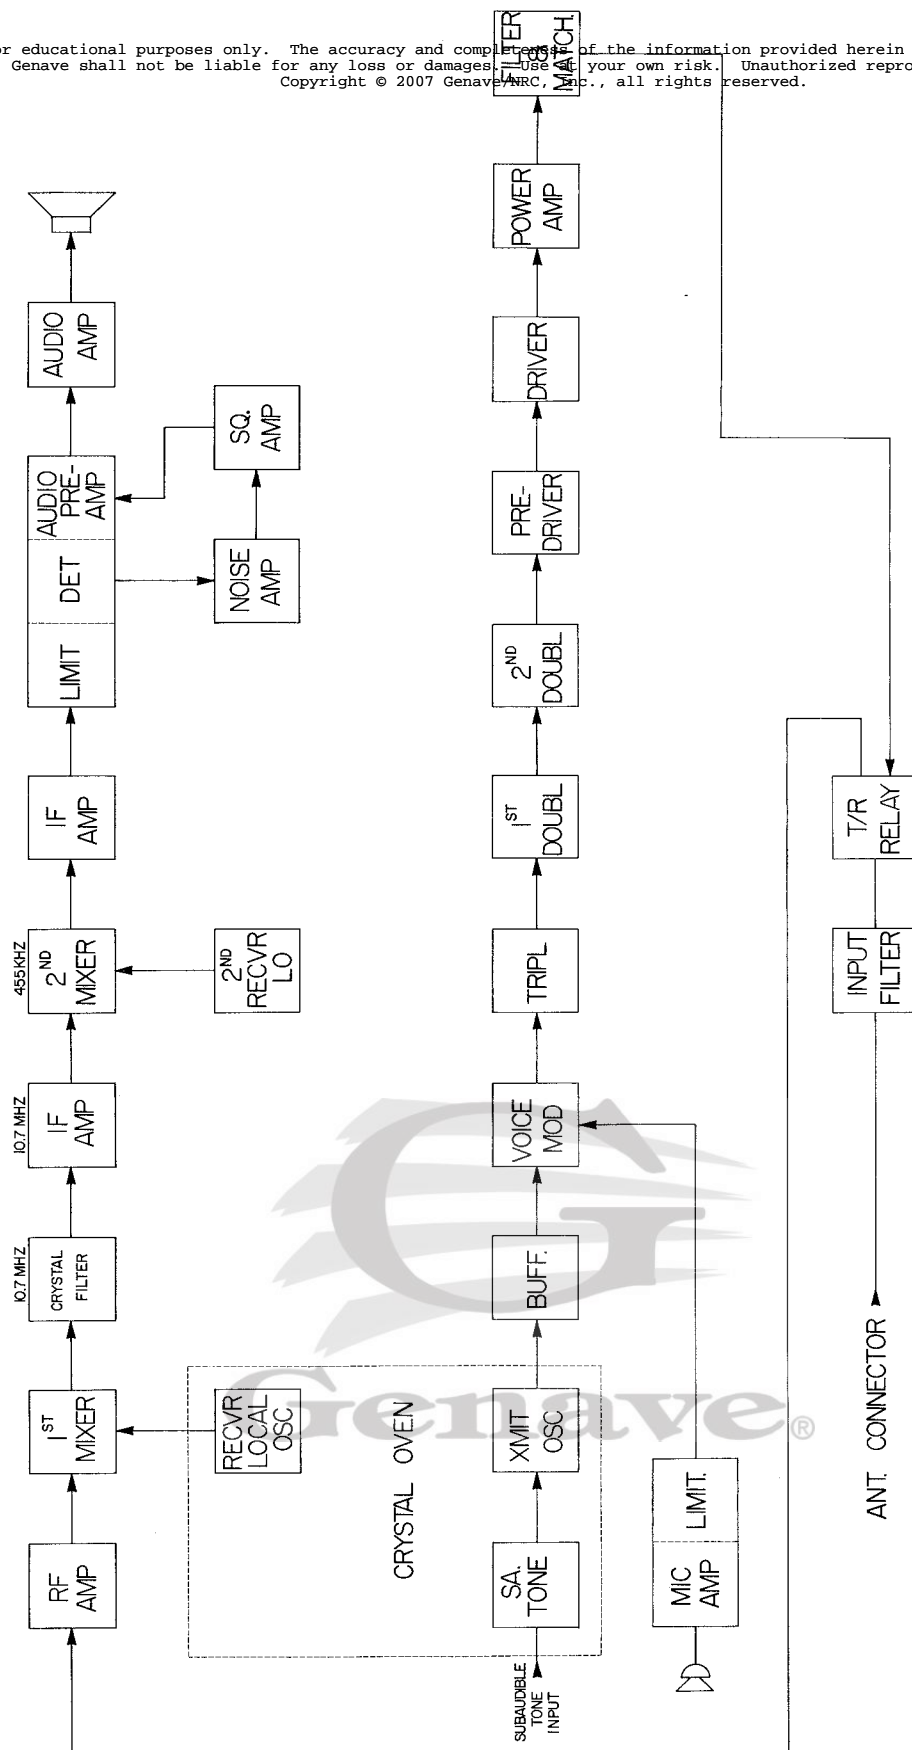 or educational purposes only. The accuracy and completeness of the information provided herein
Genave shall not be liable for any loss or damages. Use at your own risk. Unauthorized repro
Copyright © 2007 Genave/NRC, Inc., all rights reserved.
RF
AMP
1ST
MIXER
10.7 MHZ
CRYSTAL
FILTER
10.7 MHZ
IF
AMP
455KHZ
2ND
MIXER
IF
AMP
LIMIT
DET
AUDIO
PRE-
AMP
AUDIO
AMP
RECVR
LOCAL
OSC
2ND
RECVR
LO
NOISE
AMP
SQ.
AMP
CRYSTAL OVEN
SUBAUDIBLE
TONE
INPUT
SA.
TONE
XMIT
OSC
BUFF.
VOICE
MOD
TRIPL
1ST
DOUBL
2ND
DOUBL
PRE-
DRIVER
DRIVER
POWER
AMP
FILTER
&
MATCH.
MIC
AMP
LIMIT.
ANT. CONNECTOR
INPUT
FILTER
T/R
RELAY
G
Genave®